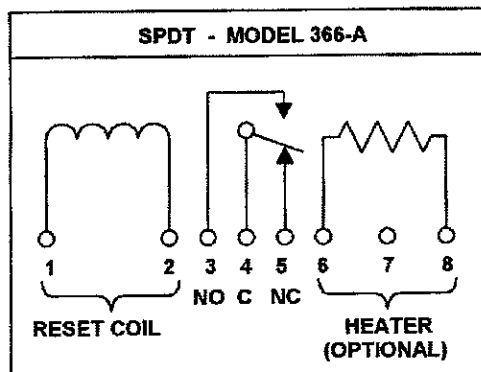 SPDT - MODEL 366-A
1 2 3 4 5 6 7 8
NO C NC
RESET COIL
HEATER
(OPTIONAL)